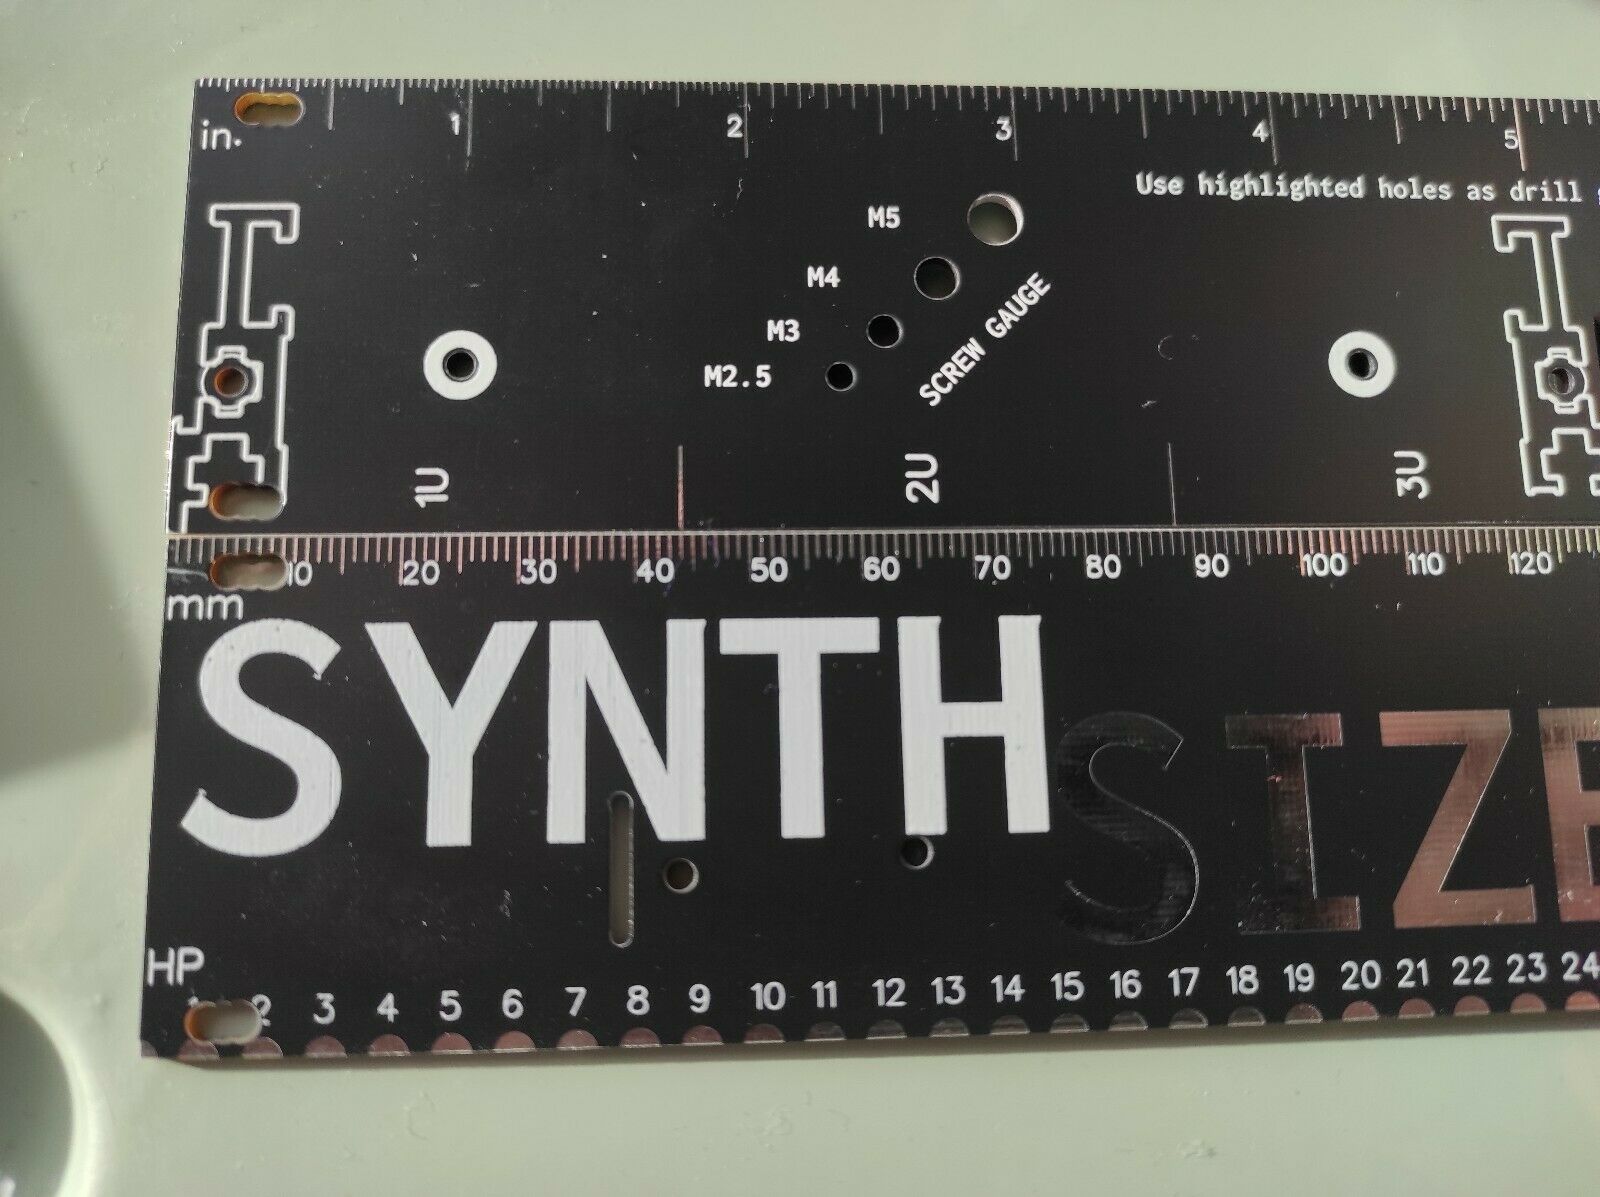 in. 1 2 3 4 5
Use highlighted holes as drill
M5
M4
M3
M2.5
SCREW GAUGE
1U 2U 3U
10 20 30 40 50 60 70 80 90 100 110 120
mm
SYNTH
SIZE
HP
1 2 3 4 5 6 7 8 9 10 11 12 13 14 15 16 17 18 19 20 21 22 23 24